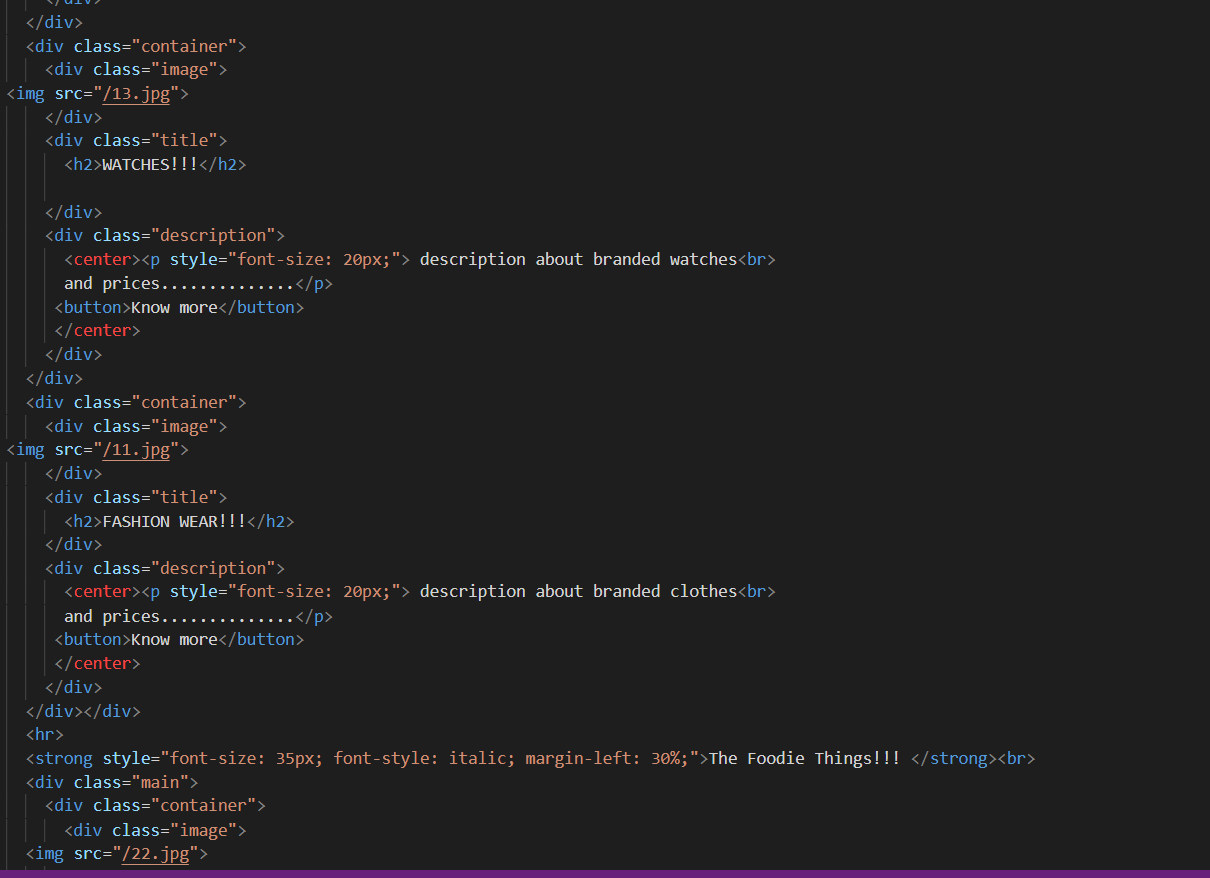 </div>
</div>
<div class="container">
<div class="image">
<img src="/13.jpg">
</div>
<div class="title">
<h2>WATCHES!!!</h2>
</div>
<div class="description">
<center><p style="font-size: 20px;"> description about branded watches<br>
and prices..............</p>
<button>Know more</button>
</center>
</div>
</div>
<div class="container">
<div class="image">
<img src="/11.jpg">
</div>
<div class="title">
<h2>FASHION WEAR!!!</h2>
</div>
<div class="description">
<center><p style="font-size: 20px;"> description about branded clothes<br>
and prices..............</p>
<button>Know more</button>
</center>
</div>
</div></div>
<hr>
<strong style="font-size: 35px; font-style: italic; margin-left: 30%;">The Foodie Things!!! </strong><br>
<div class="main">
<div class="container">
<div class="image">
<img src="/22.jpg">